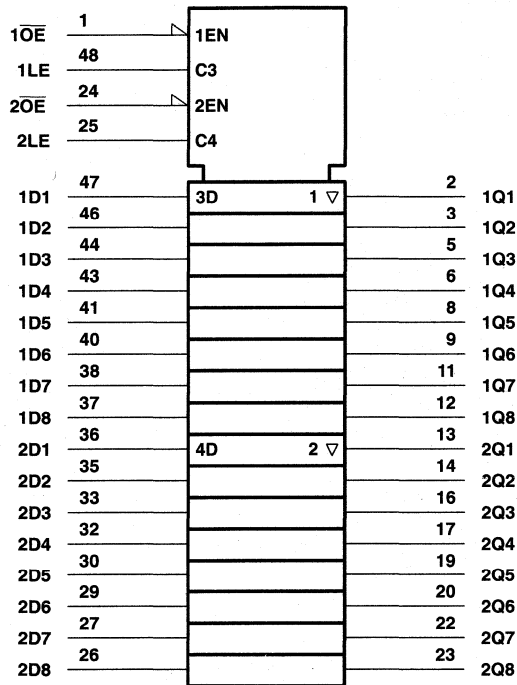 1O̅E̅ 1 1EN
1LE 48 C3
2O̅E̅ 24 2EN
2LE 25 C4
1D1 47 3D 1 ▽ 2 1Q1
1D2 46 3 1Q2
1D3 44 5 1Q3
1D4 43 6 1Q4
1D5 41 8 1Q5
1D6 40 9 1Q6
1D7 38 11 1Q7
1D8 37 12 1Q8
2D1 36 4D 2 ▽ 13 2Q1
2D2 35 14 2Q2
2D3 33 16 2Q3
2D4 32 17 2Q4
2D5 30 19 2Q5
2D6 29 20 2Q6
2D7 27 22 2Q7
2D8 26 23 2Q8